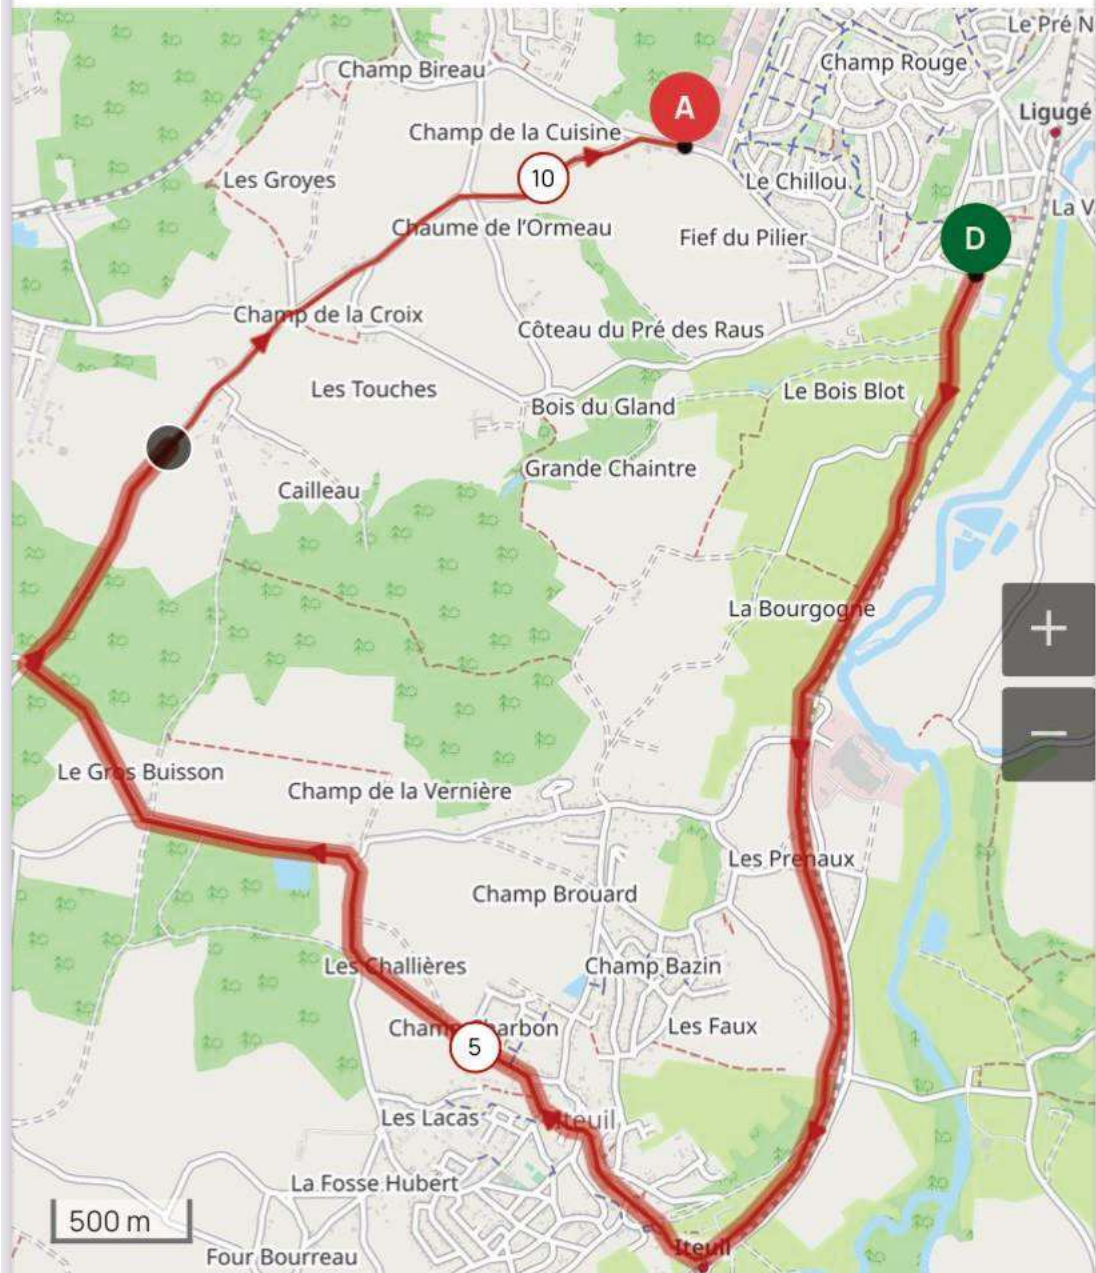 Le Pré N
Champ Rouge
Champ Bireau
A
Ligugé
Champ de la Cuisine
10
Les Groyes
Le Chillou
La V
Chaume de l'Ormeau
Fief du Pilier
D
Champ de la Croix
Côteau du Pré des Raus
Les Touches
Le Bois Blot
Bois du Gland
Grande Chaintre
Cailleau
La Bourgogne
+
−
Le Gros Buisson
Champ de la Vernière
Les Prenaux
Champ Brouard
Les Challières
Champ Bazin
Champ Charbon
Les Faux
5
Les Lacas
Iteuil
La Fosse Hubert
500 m
Iteuil
Four Bourreau